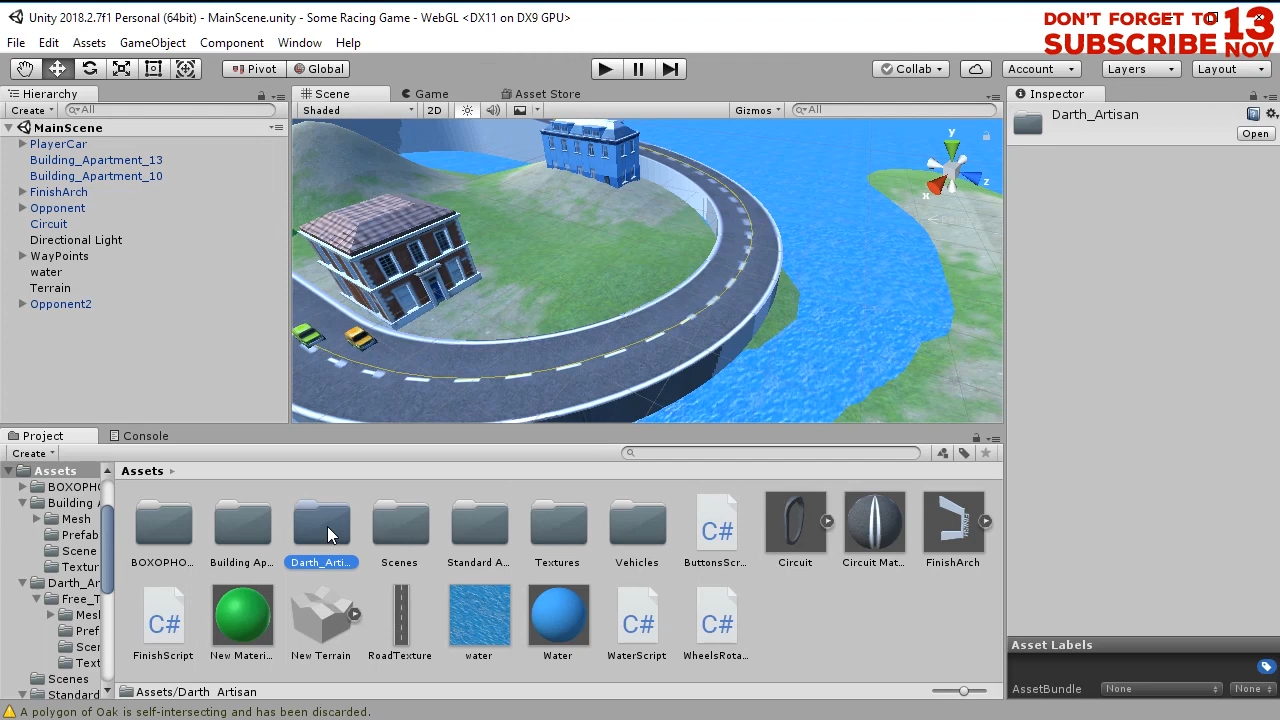 Unity 2018.2.7f1 Personal (64bit) - MainScene.unity - Some Racing Game - WebGL <DX11 on DX9 GPU>
DON'T FORGET TO
SUBSCRIBE
13
NOV
File Edit Assets GameObject Component Window Help
Pivot Global Collab Account Layers Layout
Hierarchy
Create All
MainScene
PlayerCar
Building_Apartment_13
Building_Apartment_10
FinishArch
Opponent
Circuit
Directional Light
WayPoints
water
Terrain
Opponent2
Scene Game Asset Store
Shaded 2D Gizmos All
y
x
z
Inspector
Darth_Artisan
Open
Project Console
Create
Assets
BOXOPHO
Building A
Mesh
Prefab
Scene
Textur
Darth_Ar
Free_T
Mesh
Pref
Scer
Text
Scenes
Standard
Assets
BOXOPHO... Building Ap... Darth_Arti... Scenes Standard A... Textures Vehicles ButtonsScr... Circuit Circuit Mat... FinishArch
C#
FINISH
FinishScript New Materi... New Terrain RoadTexture water Water WaterScript WheelsRota...
C# C# C#
Assets/Darth_Artisan
Asset Labels
AssetBundle None None
A polygon of Oak is self-intersecting and has been discarded.